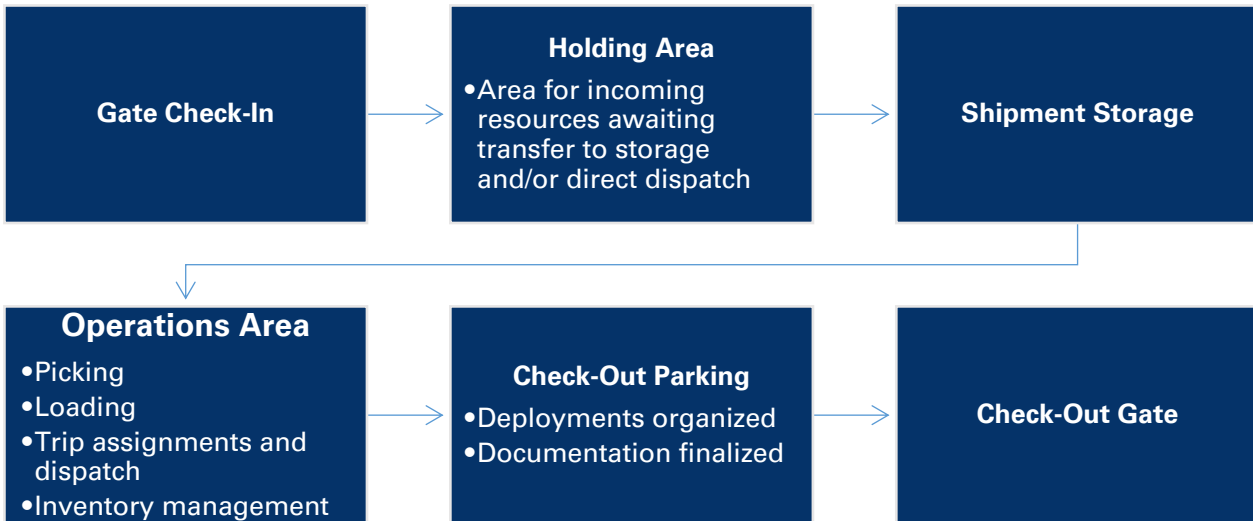 Gate Check-In
Holding Area
•Area for incoming
resources awaiting
transfer to storage
and/or direct dispatch
Shipment Storage
Operations Area
•Picking
•Loading
•Trip assignments and
dispatch
•Inventory management
Check-Out Parking
•Deployments organized
•Documentation finalized
Check-Out Gate